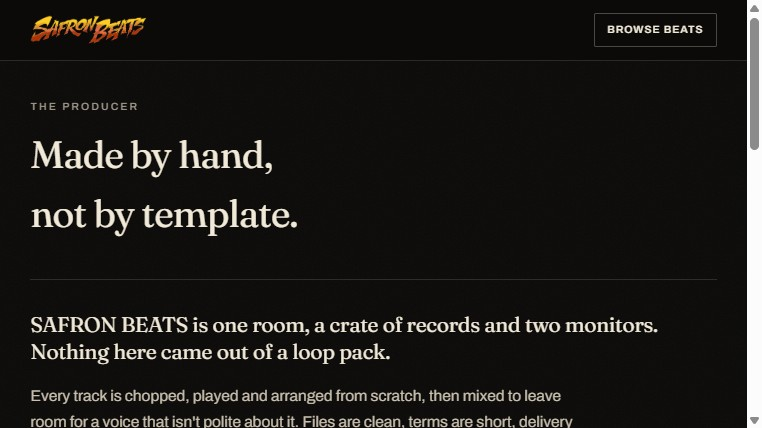 SAFRON BEATS
BROWSE BEATS
THE PRODUCER
Made by hand,
not by template.
SAFRON BEATS is one room, a crate of records and two monitors.
Nothing here came out of a loop pack.
Every track is chopped, played and arranged from scratch, then mixed to leave
room for a voice that isn't polite about it. Files are clean, terms are short, delivery